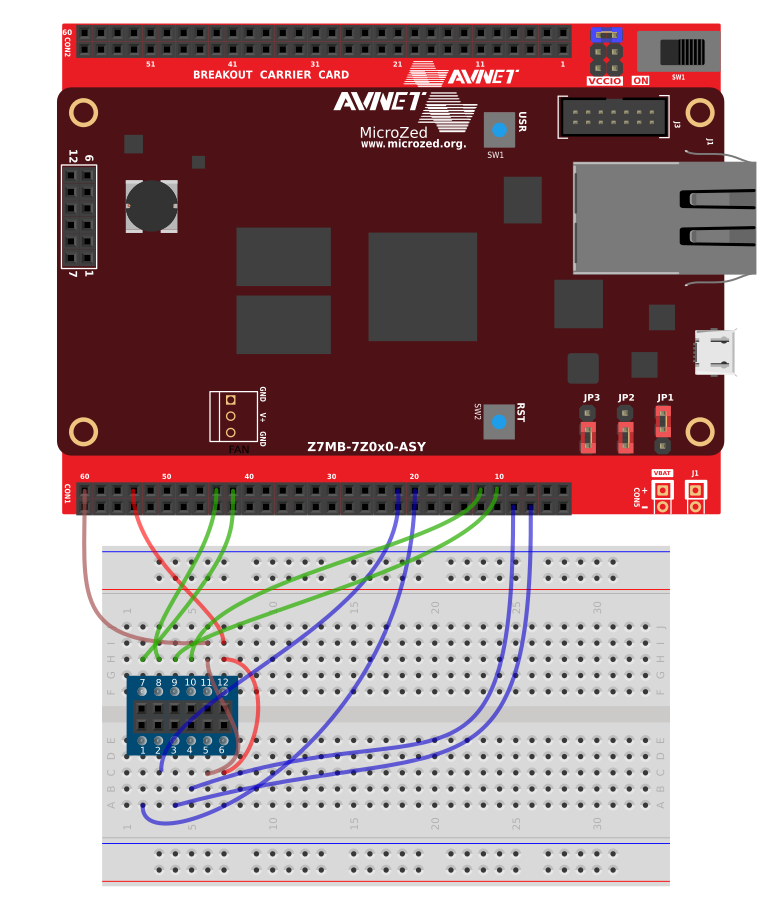 60
CON2
51 41 31 21 11 1
BREAKOUT CARRIER CARD
AVNET
VCCIO
ON
SW1
AVNET
MicroZed
www.microzed.org.
USR
SW1
J3
J1
12 6
7 1
JP3 JP2 JP1
GND
V+
GND
FAN
SW2
RST
Z7MB-7Z0x0-ASY
CON1
60 50 40 30 20 10
VBAT
J1
CON5
+
-
1 5 10 15 20 25 30
J
I
H
G
F
7 8 9 10 11 12
1 2 3 4 5 6
E
D
C
B
A
1 5 10 15 20 25 30